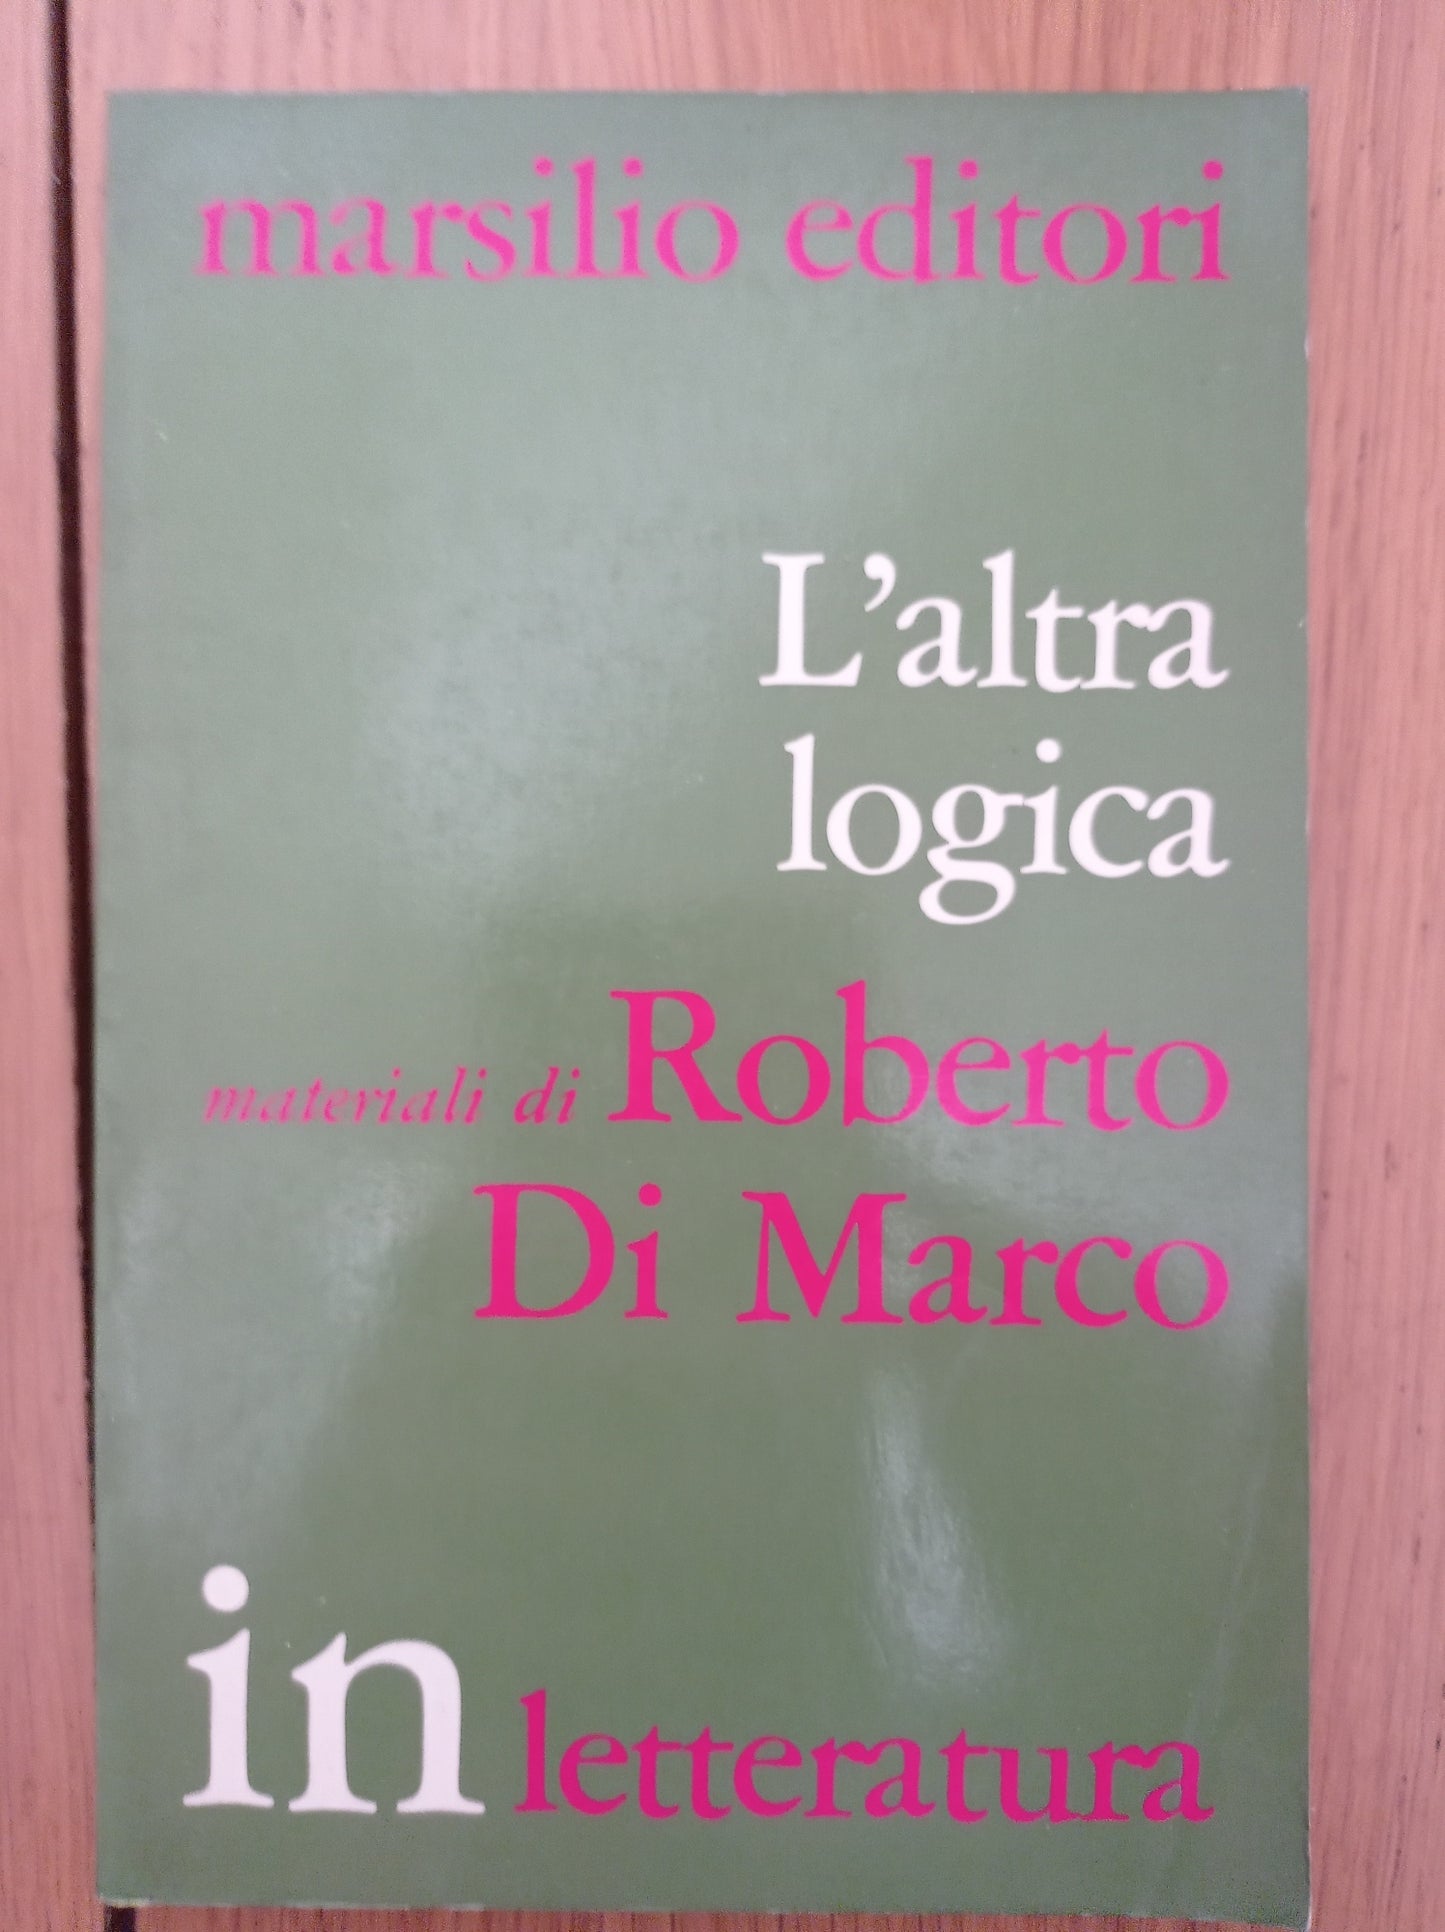 marsilio editori
L'altra
logica
materiali di Roberto
Di Marco
in letteratura